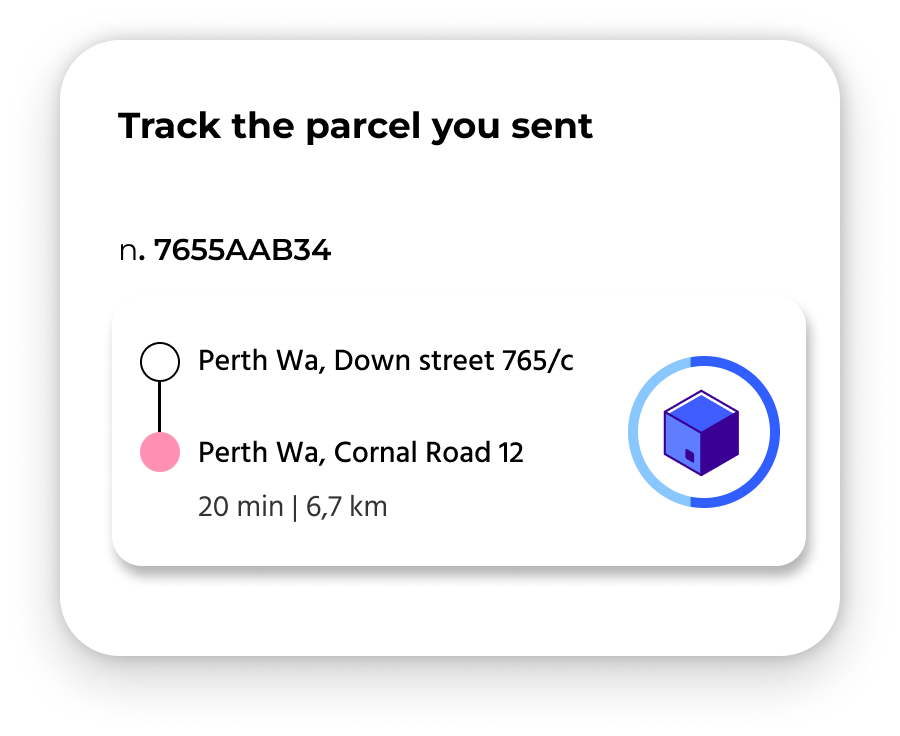 Track the parcel you sent
n. 7655AAB34
Perth Wa, Down street 765/c
Perth Wa, Cornal Road 12
20 min | 6,7 km